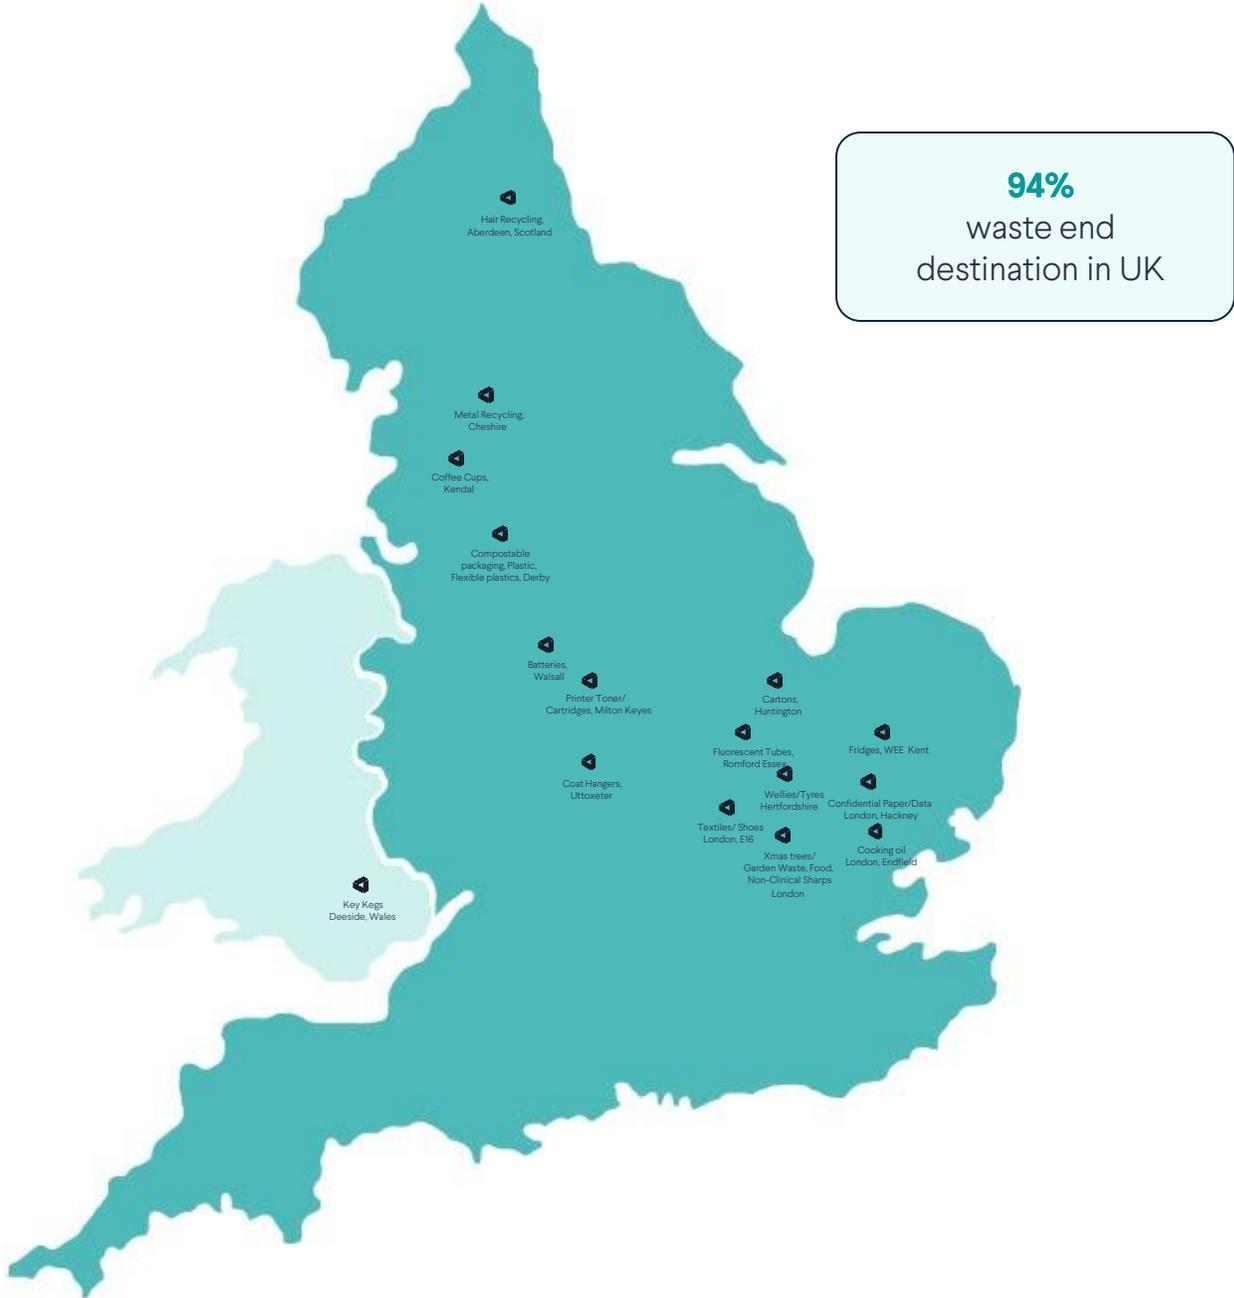 94%
waste end
destination in UK
Hair Recycling,
Aberdeen, Scotland
Metal Recycling,
Cheshire
Coffee Cups,
Kendal
Compostable
packaging, Plastic,
Flexible plastics, Derby
Batteries,
Walsall
Printer Toner/
Cartridges, Milton Keyes
Cartons,
Huntington
Fluorescent Tubes,
Romford Essex
Fridges, WEE Kent
Coat Hangers,
Uttoxeter
Wellies/Tyres
Hertfordshire
Confidential Paper/Data
London, Hackney
Textiles/ Shoes
London, E16
Cooking oil
London, Endfield
Xmas trees/
Garden Waste, Food,
Non-Clinical Sharps
London
Key Kegs
Deeside, Wales